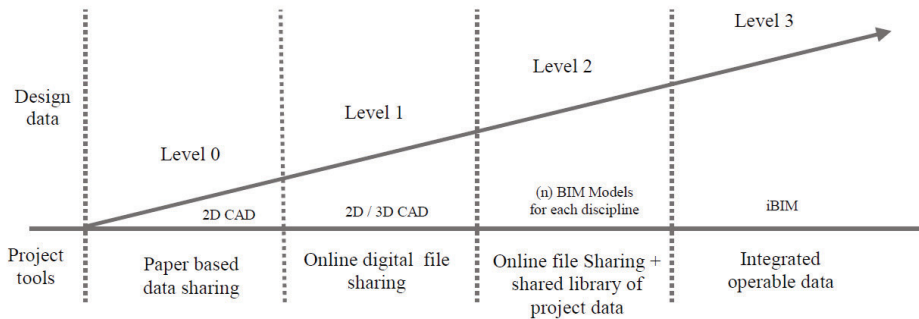 Level 3
Level 2
Level 1
Level 0
Design
data
2D CAD
2D / 3D CAD
(n) BIM Models
for each discipline
iBIM
Project
tools
Paper based
data sharing
Online digital file
sharing
Online file Sharing +
shared library of
project data
Integrated
operable data